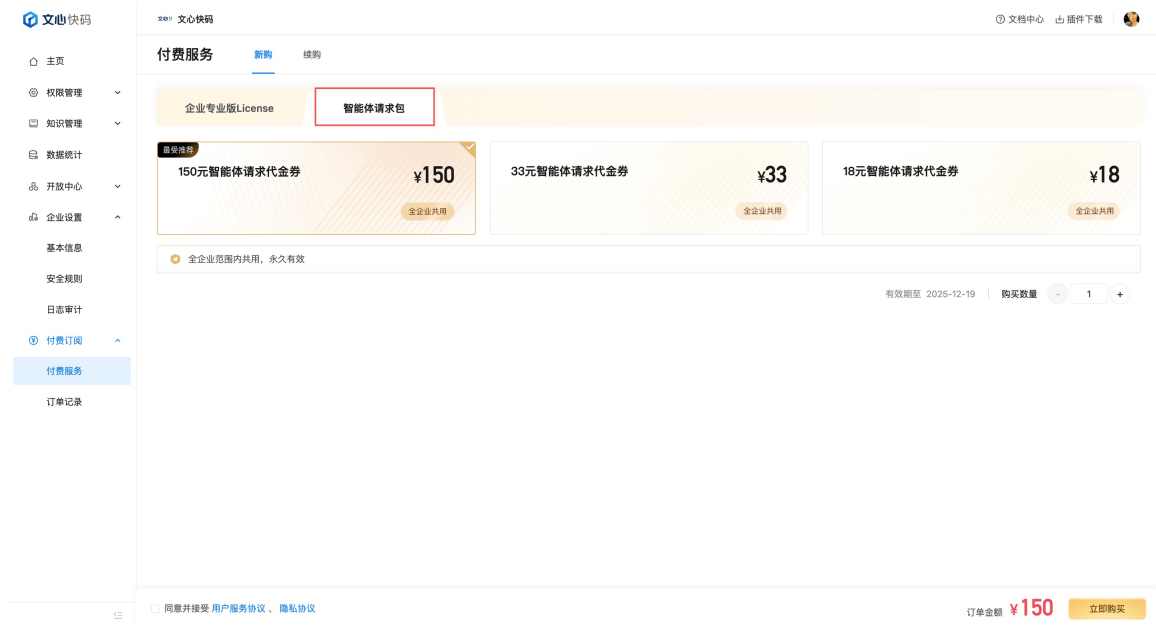 文心快码
文心快码
文档中心
插件下载
主页
权限管理
知识管理
数据统计
开放中心
企业设置
基本信息
安全规则
日志审计
付费订阅
付费服务
订单记录
付费服务
新购
续购
企业专业版License
智能体请求包
最受推荐
150元智能体请求代金券
¥150
全企业共用
33元智能体请求代金券
¥33
全企业共用
18元智能体请求代金券
¥18
全企业共用
全企业范围内共用，永久有效
有效期至 2025-12-19
购买数量
- 1 +
同意并接受 用户服务协议 、 隐私协议
订单金额 ¥150
立即购买